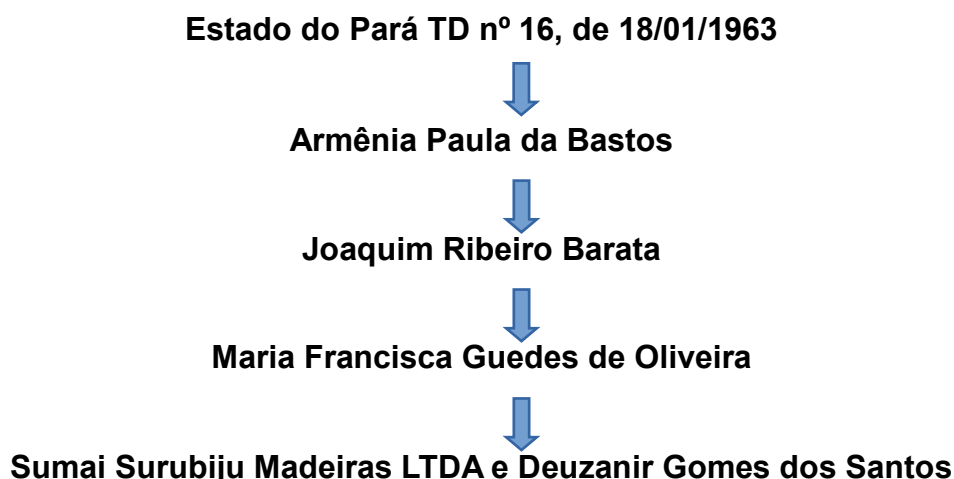 Estado do Pará TD nº 16, de 18/01/1963
Armênia Paula da Bastos
Joaquim Ribeiro Barata
Maria Francisca Guedes de Oliveira
Sumai Surubiju Madeiras LTDA e Deuzanir Gomes dos Santos